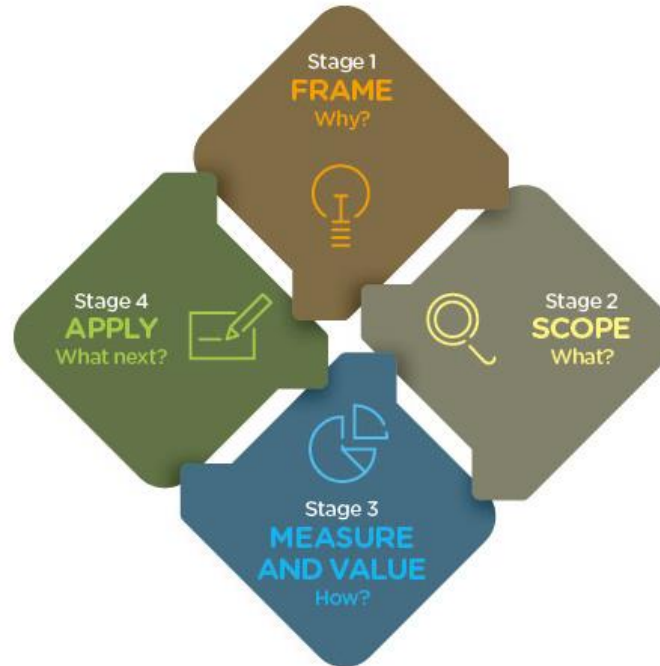 Stage 1
FRAME
Why?
Stage 2
SCOPE
What?
Stage 3
MEASURE
AND VALUE
How?
Stage 4
APPLY
What next?